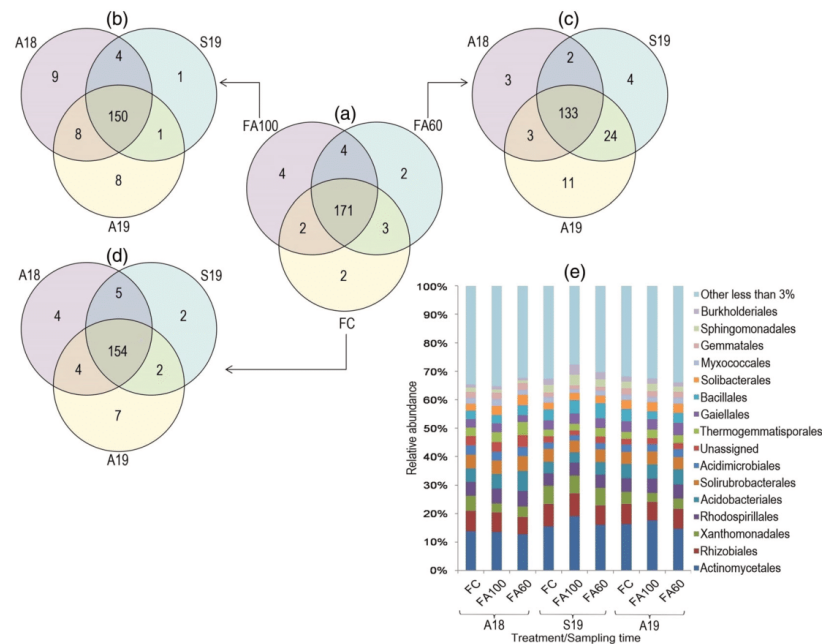 (b)
A18
S19
9
4
1
150
8
1
8
A19
(a)
FA100
FA60
4
4
2
171
2
3
2
FC
(c)
A18
S19
3
2
4
133
3
24
11
A19
(d)
A18
S19
4
5
2
154
4
2
7
A19
(e)
Relative abundance
100%
90%
80%
70%
60%
50%
40%
30%
20%
10%
0%
FC
FA100
FA60
FC
FA100
FA60
FC
FA100
FA60
A18
S19
A19
Treatment/Sampling time
Other less than 3%
Burkholderiales
Sphingomonadales
Gemmatales
Myxococcales
Solibacterales
Bacillales
Gaiellales
Thermogemmatisporales
Unassigned
Acidimicrobiales
Solirubrobacterales
Acidobacteriales
Rhodospirillales
Xanthomonadales
Rhizobiales
Actinomycetales